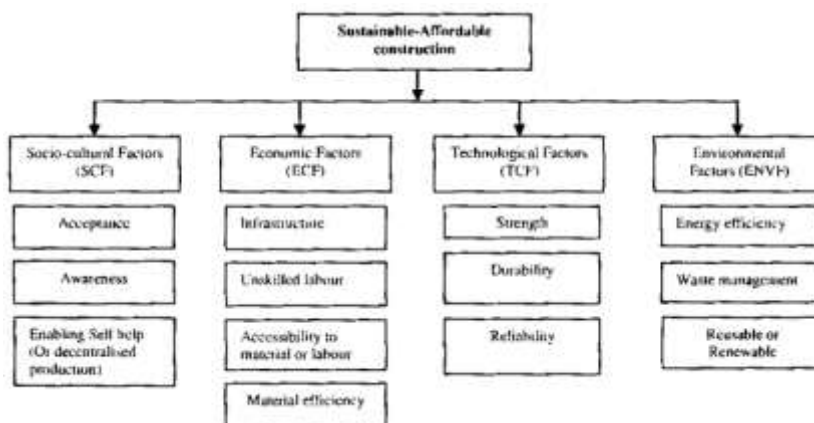 Sustainable-Affordable
construction
Socio-cultural Factors
(SCF)
Economic Factors
(ECF)
Technological Factors
(TCF)
Environmental
Factors (ENVF)
Acceptance
Awareness
Enabling Self help
(Or decentralised
production)
Infrastructure
Unskilled labour
Accessibility to
material or labour
Material efficiency
Strength
Durability
Reliability
Energy efficiency
Waste management
Reusable or
Renewable